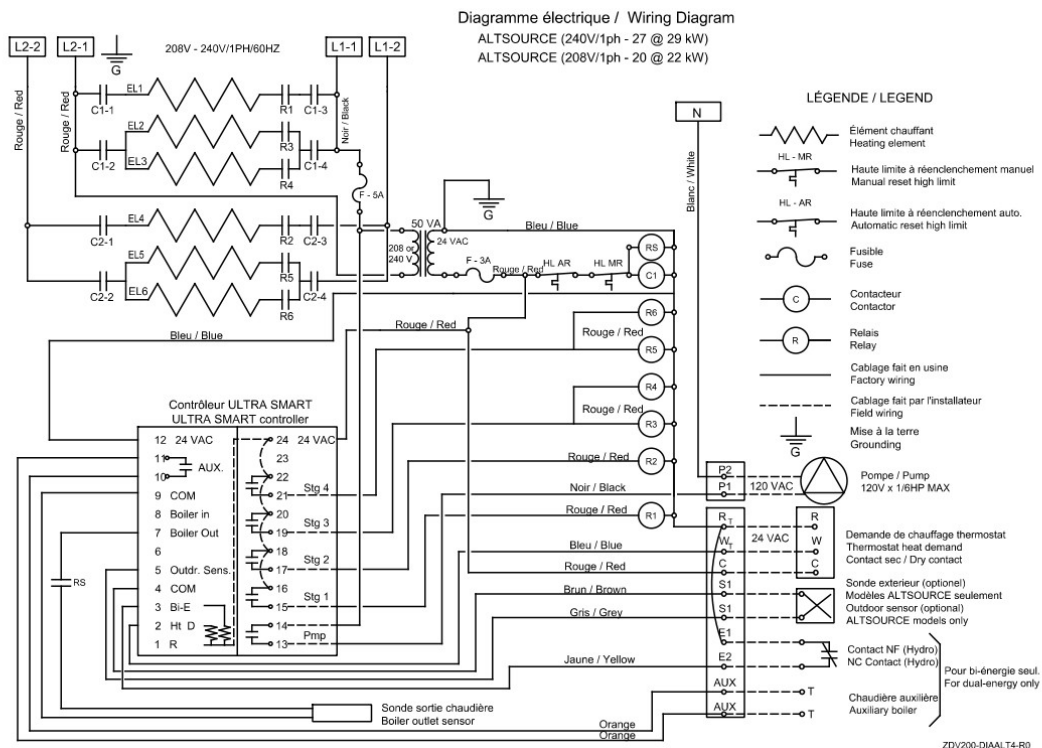 Diagramme électrique / Wiring Diagram
ALTSOURCE (240V/1ph - 27 @ 29 kW)
ALTSOURCE (208V/1ph - 20 @ 22 kW)
L2-2
L2-1
G
208V - 240V/1PH/60HZ
L1-1
L1-2
Rouge / Red
Rouge / Red
Noir / Black
C1-1
EL1
R1
C1-3
EL2
R3
C1-2
EL3
C1-4
R4
F - 5A
C2-1
EL4
R2
C2-3
EL5
R5
C2-2
EL6
C2-4
R6
50 VA
208 or
240 V
24 VAC
G
Bleu / Blue
F - 3A
Rouge / Red
HL AR
HL MR
RS
C1
N
Blanc / White
Bleu / Blue
Rouge / Red
R6
Rouge / Red
R5
R4
Rouge / Red
R3
Rouge / Red
R2
Noir / Black
Rouge / Red
R1
Bleu / Blue
Rouge / Red
Brun / Brown
Gris / Grey
Jaune / Yellow
Orange
Orange
Contrôleur ULTRA SMART
ULTRA SMART controller
12 24 VAC
11
AUX.
10
9 COM
8 Boiler in
7 Boiler Out
6
5 Outdr. Sens.
4 COM
3 Bi-E
2 Ht D
1 R
24 24 VAC
23
22
21 Stg 4
20
19 Stg 3
18
17 Stg 2
16
15 Stg 1
14
13 Pmp
RS
Sonde sortie chaudière
Boiler outlet sensor
P2
P1
120 VAC
Pompe / Pump
120V x 1/6HP MAX
RT
WT
C
24 VAC
R
W
C
Demande de chauffage thermostat
Thermostat heat demand
Contact sec / Dry contact
S1
S1
Sonde exterieur (optionel)
Modèles ALTSOURCE seulement
Outdoor sensor (optional)
ALTSOURCE models only
E1
E2
Contact NF (Hydro)
NC Contact (Hydro)
AUX
AUX
T
T
Chaudière auxilière
Auxiliary boiler
Pour bi-énergie seul.
For dual-energy only
LÉGENDE / LEGEND
Élément chauffant
Heating element
HL - MR
Haute limite à réenclenchement manuel
Manual reset high limit
HL - AR
Haute limite à réenclenchement auto.
Automatic reset high limit
Fusible
Fuse
C
Contacteur
Contactor
R
Relais
Relay
Cablage fait en usine
Factory wiring
Cablage fait par l'installateur
Field wiring
G
Mise à la terre
Grounding
ZDV200-DIAALT4-R0